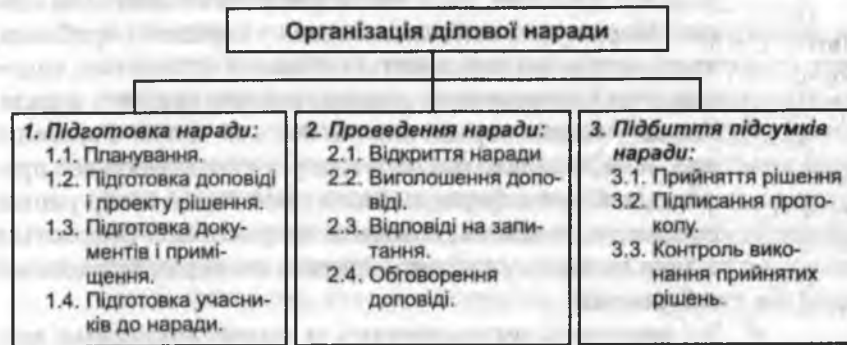 Організація ділової наради
1. Підготовка наради:
1.1. Планування.
1.2. Підготовка доповіді
і проекту рішення.
1.3. Підготовка доку-
ментів і примі-
щення.
1.4. Підготовка учасни-
ків до наради.
2. Проведення наради:
2.1. Відкриття наради
2.2. Виголошення допо-
віді.
2.3. Відповіді на запи-
тання.
2.4. Обговорення
доповіді.
3. Підбиття підсумків
наради:
3.1. Прийняття рішення
3.2. Підписання прото-
колу.
3.3. Контроль вико-
нання прийнятих
рішень.